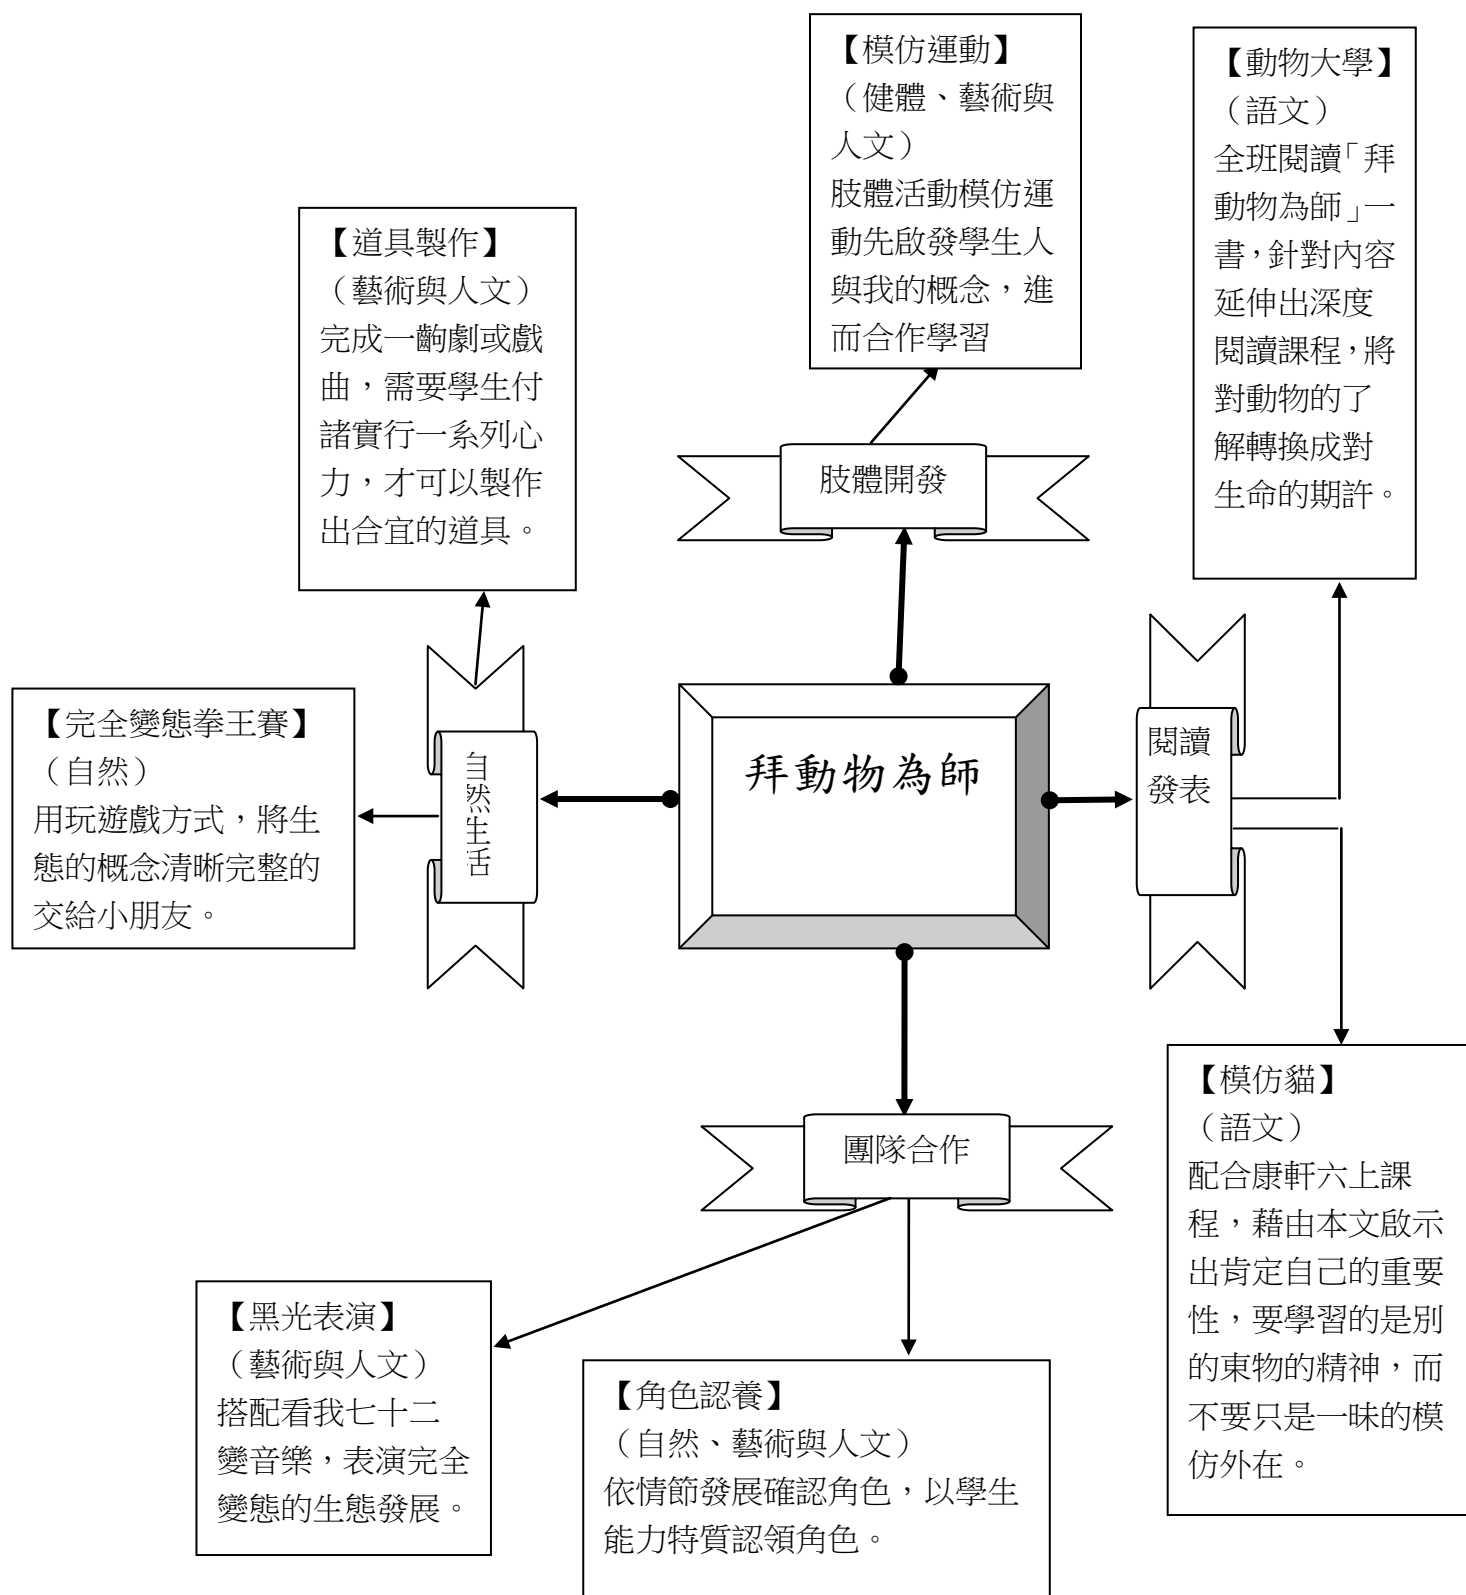 【模仿運動】
（健體、藝術與
人文）
肢體活動模仿運
動先啟發學生人
與我的概念，進
而合作學習
【動物大學】
（語文）
全班閱讀「拜
動物為師」一
書，針對內容
延伸出深度
閱讀課程，將
對動物的了
解轉換成對
生命的期許。
【道具製作】
（藝術與人文）
完成一齣劇或戲
曲，需要學生付
諸實行一系列心
力，才可以製作
出合宜的道具。
肢體開發
【完全變態拳王賽】
（自然）
用玩遊戲方式，將生
態的概念清晰完整的
交給小朋友。
自然生活
拜動物為師
閱讀
發表
團隊合作
【模仿貓】
（語文）
配合康軒六上課
程，藉由本文啟示
出肯定自己的重要
性，要學習的是別
的東物的精神，而
不要只是一昧的模
仿外在。
【黑光表演】
（藝術與人文）
搭配看我七十二
變音樂，表演完全
變態的生態發展。
【角色認養】
（自然、藝術與人文）
依情節發展確認角色，以學生
能力特質認領角色。